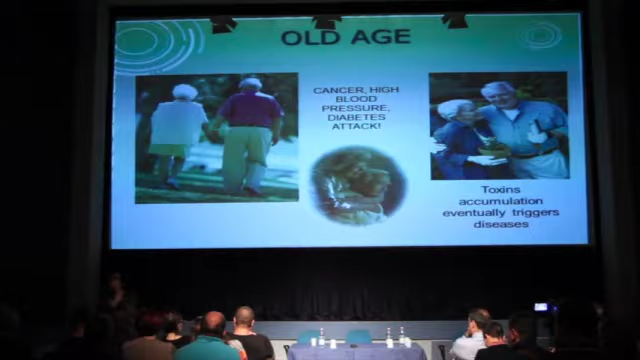 OLD AGE
CANCER, HIGH
BLOOD
PRESSURE,
DIABETES
ATTACK!
Toxins
accumulation
eventually triggers
diseases